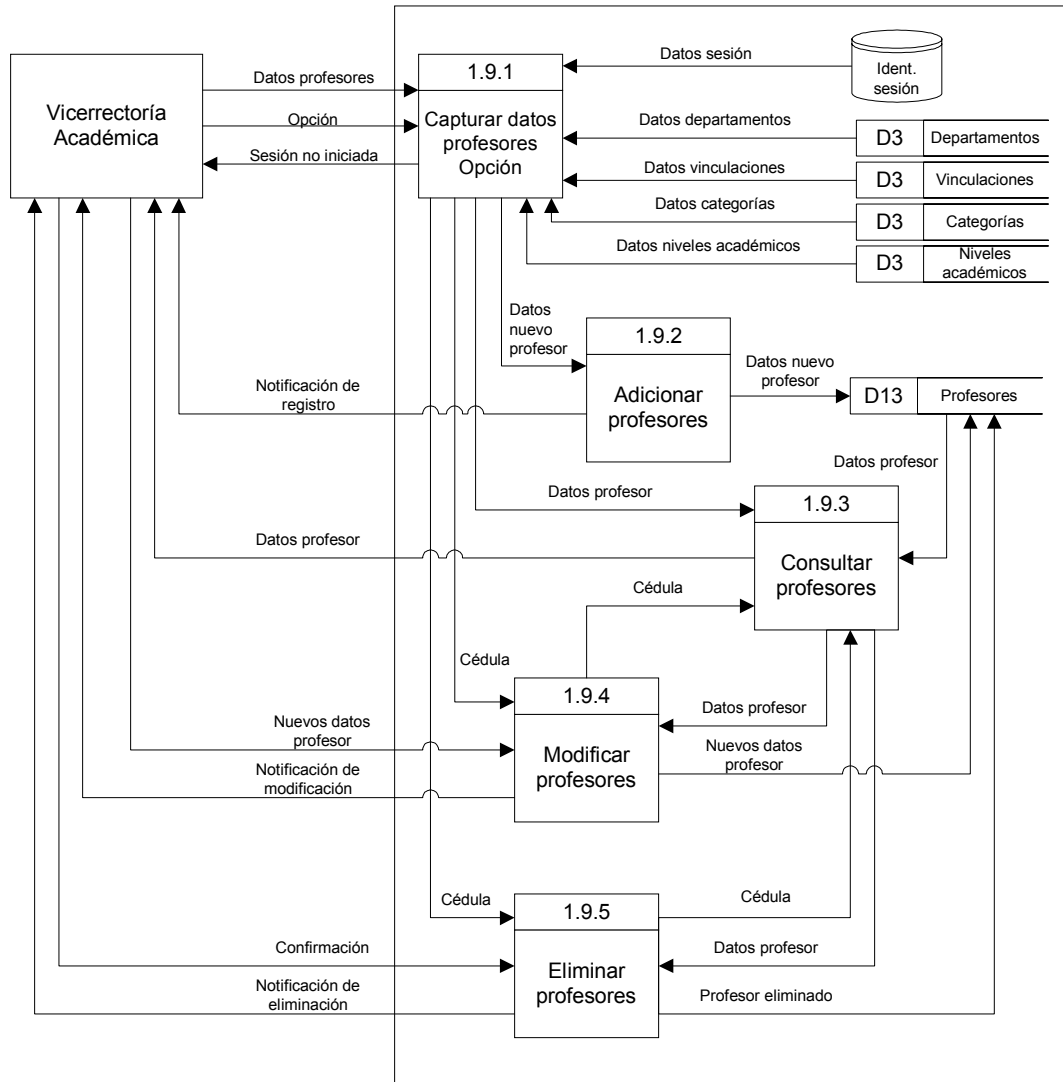 Vicerrectoría
Académica
Datos profesores
Opción
Sesión no iniciada
1.9.1
Capturar datos
profesores
Opción
Datos sesión
Ident.
sesión
Datos departamentos
D3
Departamentos
Datos vinculaciones
D3
Vinculaciones
Datos categorías
D3
Categorías
Datos niveles académicos
D3
Niveles
académicos
Datos
nuevo
profesor
1.9.2
Adicionar
profesores
Datos nuevo
profesor
D13
Profesores
Notificación de
registro
Datos profesor
Datos profesor
1.9.3
Consultar
profesores
Datos profesor
Cédula
Cédula
1.9.4
Modificar
profesores
Datos profesor
Nuevos datos
profesor
Nuevos datos
profesor
Notificación de
modificación
Cédula
1.9.5
Eliminar
profesores
Cédula
Datos profesor
Confirmación
Notificación de
eliminación
Profesor eliminado